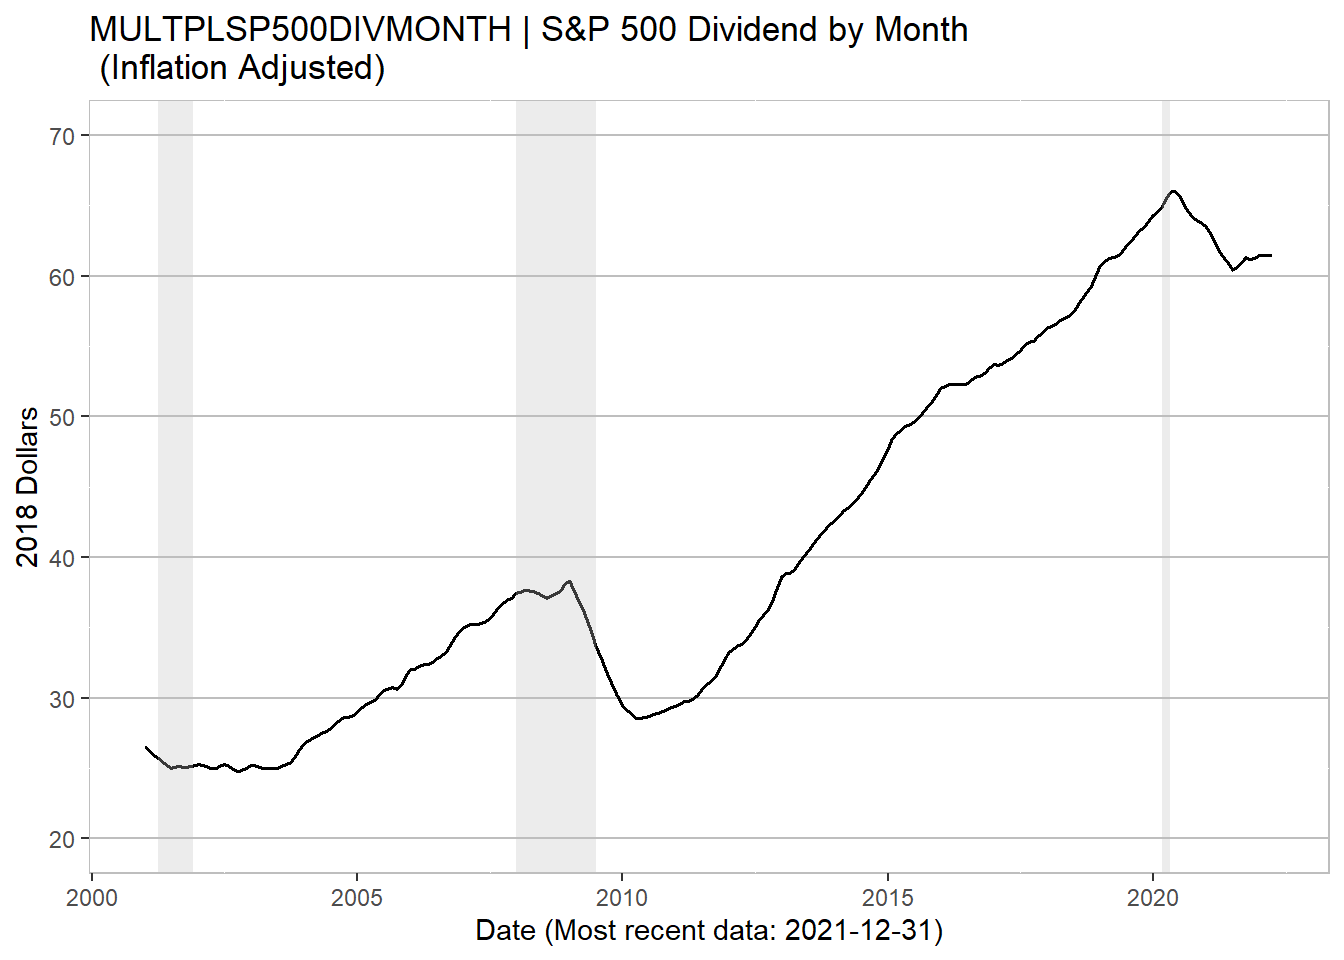 MULTPLSP500DIVMONTH | S&P 500 Dividend by Month
(Inflation Adjusted)
70
60
50
40
30
20
2018 Dollars
2000
2005
2010
2015
2020
Date (Most recent data: 2021-12-31)